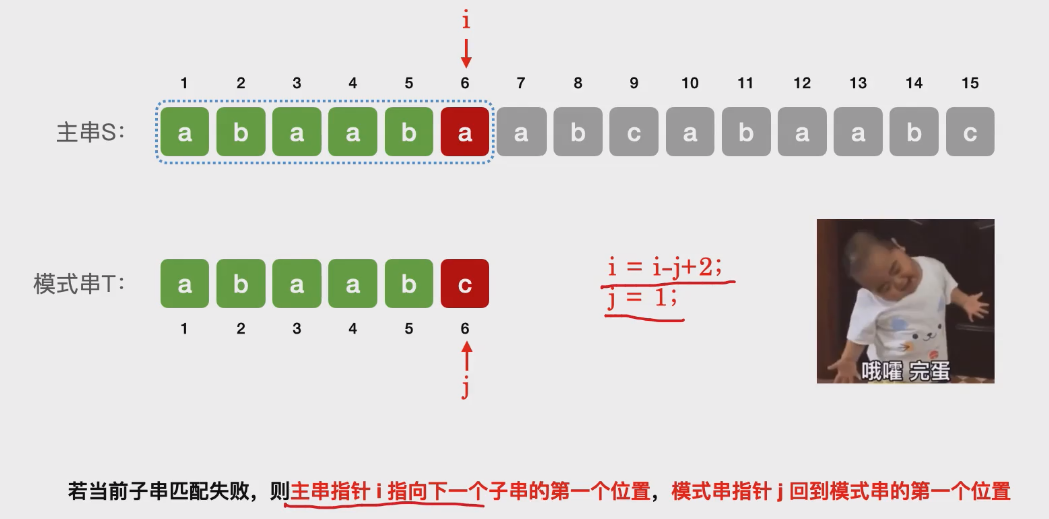 i
1 2 3 4 5 6 7 8 9 10 11 12 13 14 15
主串S: a b a a b a a b c a b a a b c
模式串T: a b a a b c
1 2 3 4 5 6
j
i = i-j+2;
j = 1;
哦嚯 完蛋
若当前子串匹配失败，则主串指针 i 指向下一个子串的第一个位置，模式串指针 j 回到模式串的第一个位置